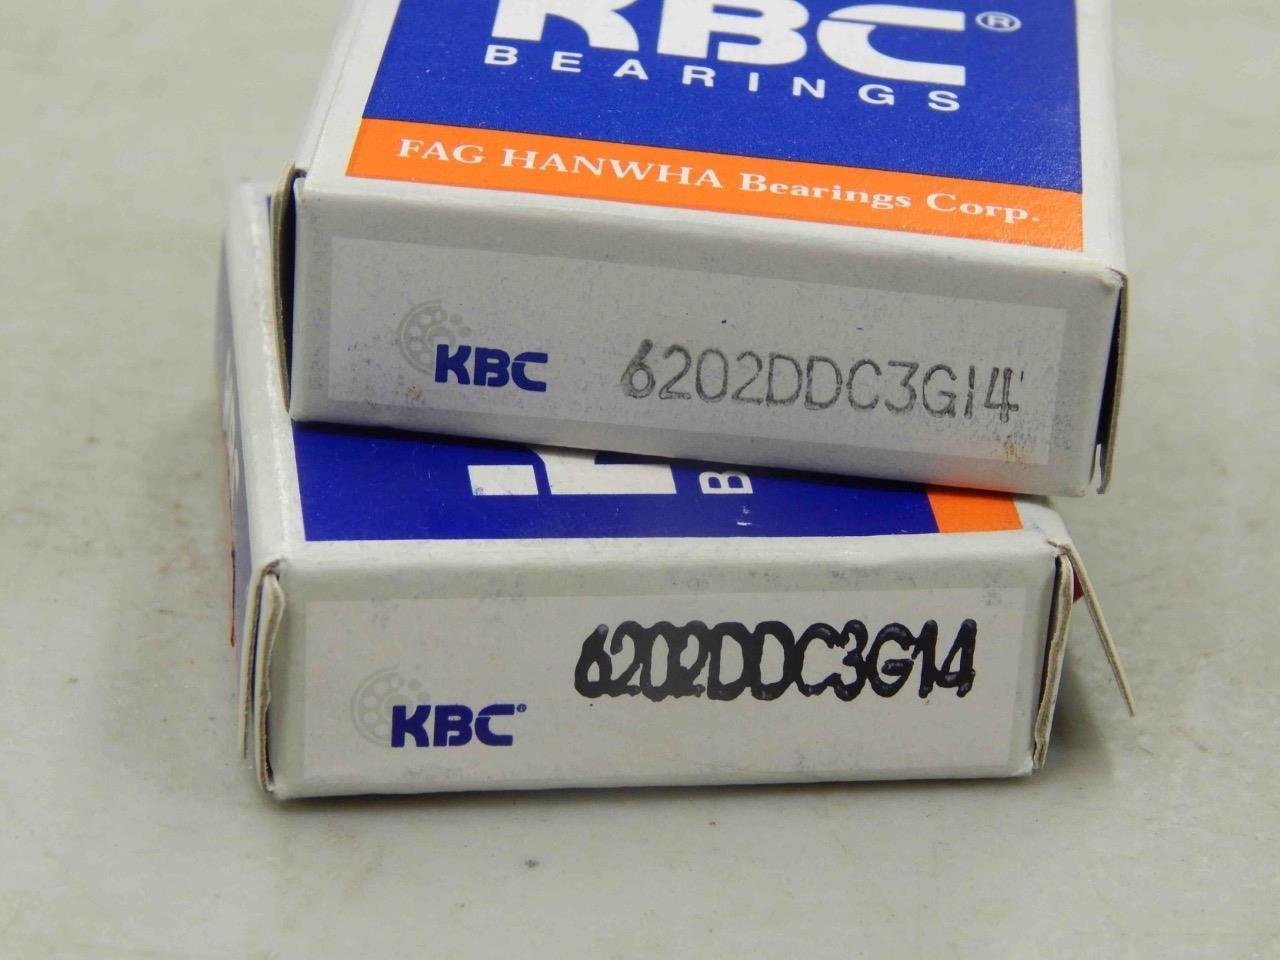 KBC®
BEARINGS
FAG HANWHA Bearings Corp.
KBC 6202DDC3G14
B
6202DDC3G14
KBC®